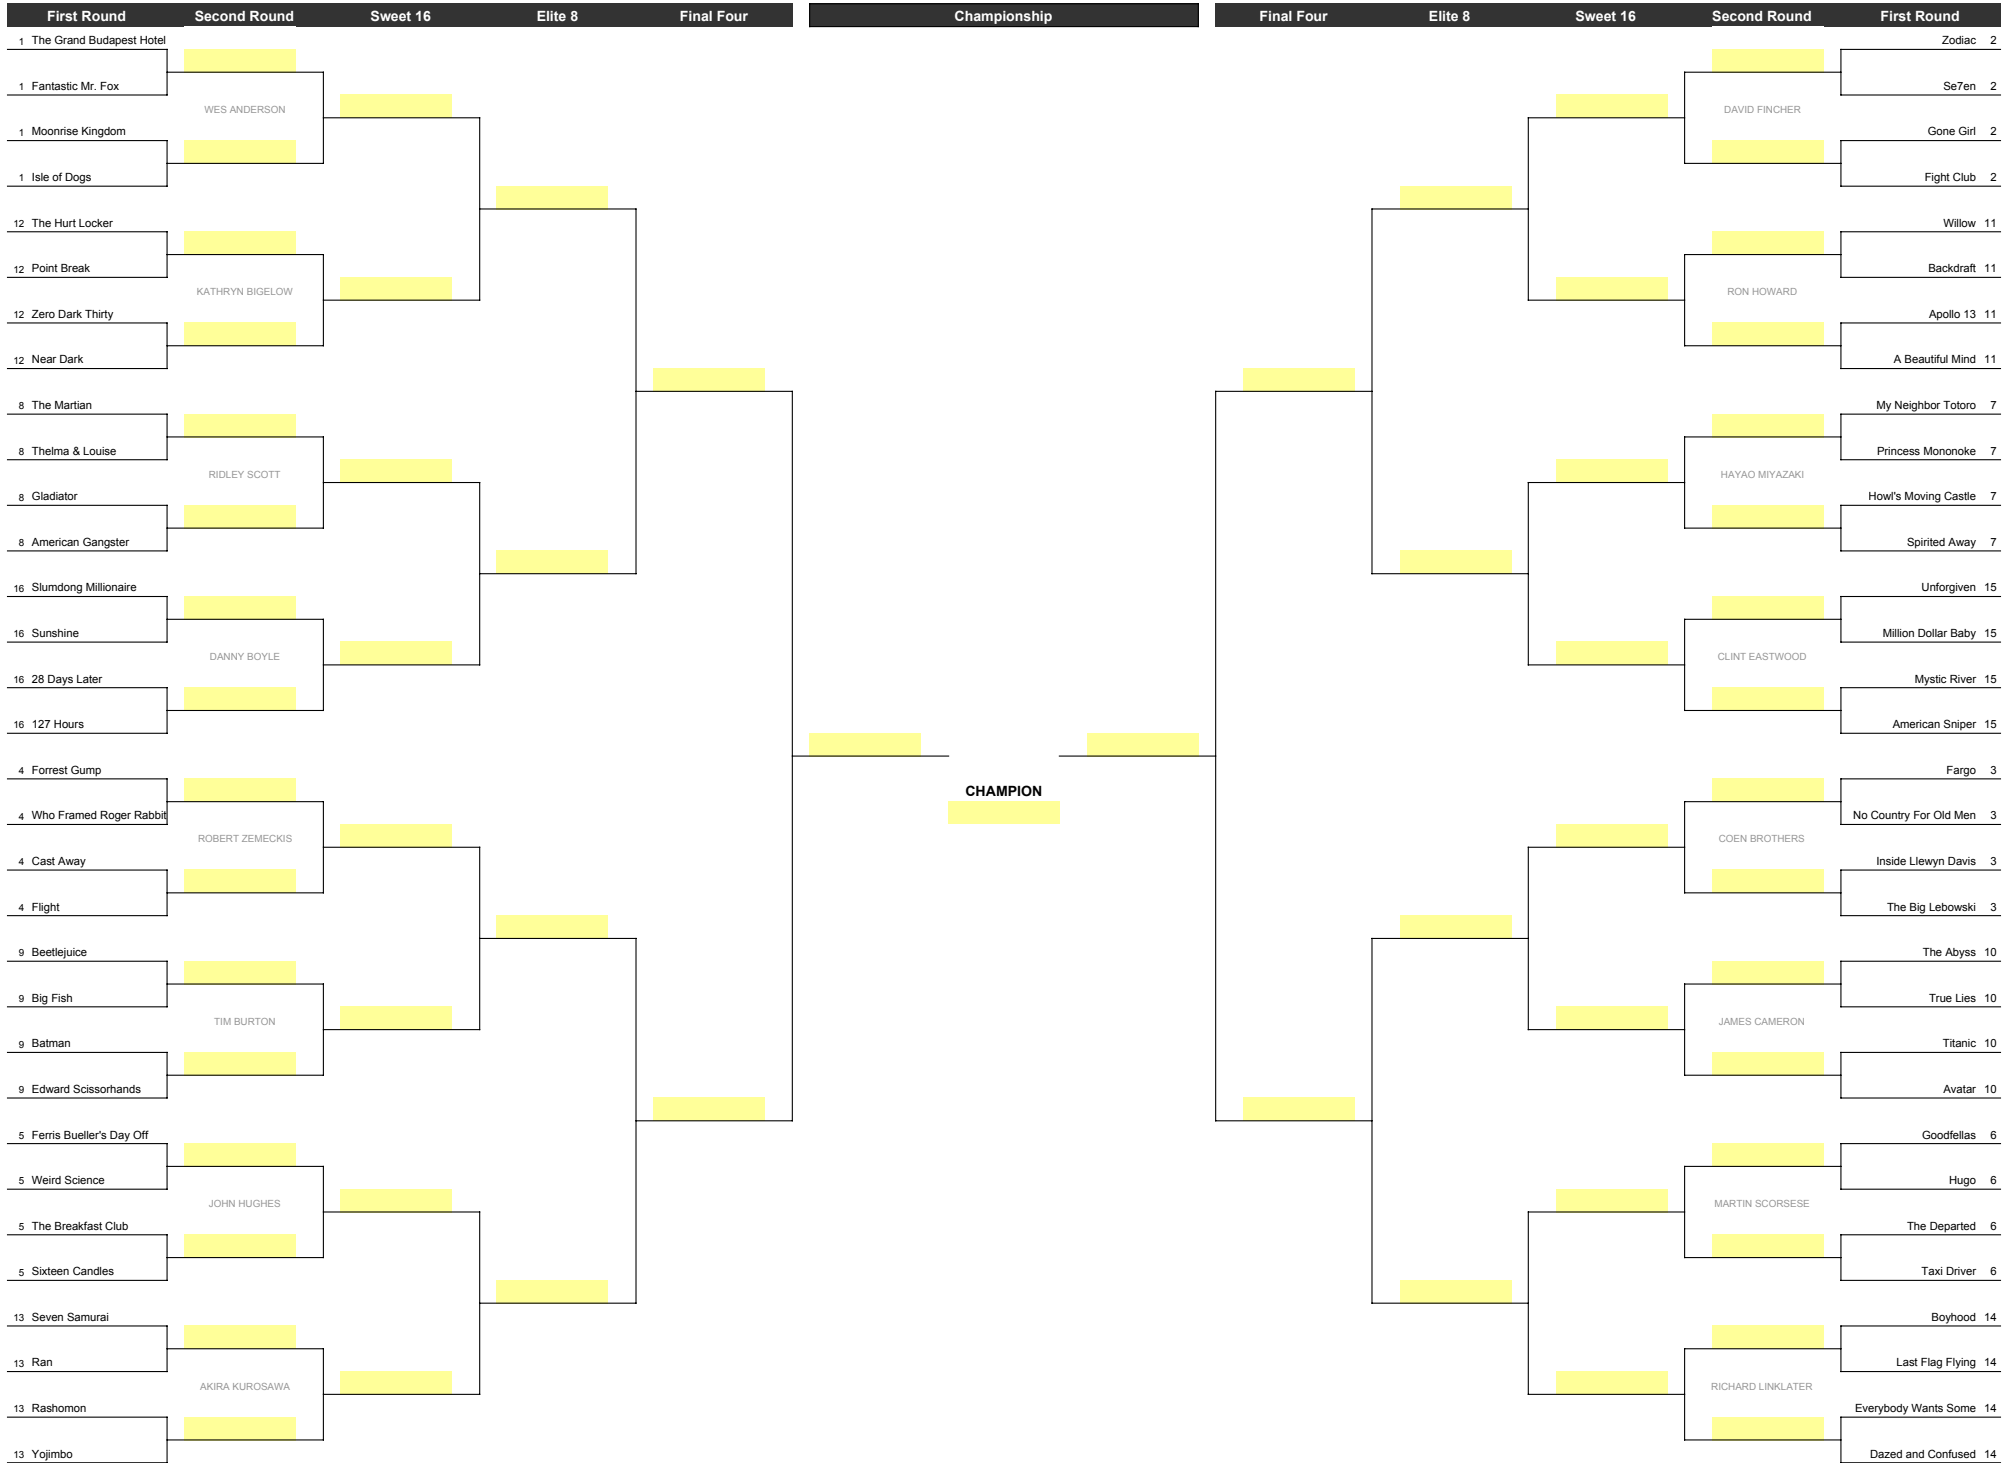 First Round Second Round Sweet 16 Elite 8 Final Four Championship Final Four Elite 8 Sweet 16 Second Round First Round
1 The Grand Budapest Hotel
1 Fantastic Mr. Fox
WES ANDERSON
1 Moonrise Kingdom
1 Isle of Dogs
12 The Hurt Locker
12 Point Break
KATHRYN BIGELOW
12 Zero Dark Thirty
12 Near Dark
8 The Martian
8 Thelma & Louise
RIDLEY SCOTT
8 Gladiator
8 American Gangster
16 Slumdong Millionaire
16 Sunshine
DANNY BOYLE
16 28 Days Later
16 127 Hours
4 Forrest Gump
4 Who Framed Roger Rabbit
ROBERT ZEMECKIS
4 Cast Away
4 Flight
9 Beetlejuice
9 Big Fish
TIM BURTON
9 Batman
9 Edward Scissorhands
5 Ferris Bueller's Day Off
5 Weird Science
JOHN HUGHES
5 The Breakfast Club
5 Sixteen Candles
13 Seven Samurai
13 Ran
AKIRA KUROSAWA
13 Rashomon
13 Yojimbo
CHAMPION
Zodiac 2
Se7en 2
DAVID FINCHER
Gone Girl 2
Fight Club 2
Willow 11
Backdraft 11
RON HOWARD
Apollo 13 11
A Beautiful Mind 11
My Neighbor Totoro 7
Princess Mononoke 7
HAYAO MIYAZAKI
Howl's Moving Castle 7
Spirited Away 7
Unforgiven 15
Million Dollar Baby 15
CLINT EASTWOOD
Mystic River 15
American Sniper 15
Fargo 3
No Country For Old Men 3
COEN BROTHERS
Inside Llewyn Davis 3
The Big Lebowski 3
The Abyss 10
True Lies 10
JAMES CAMERON
Titanic 10
Avatar 10
Goodfellas 6
Hugo 6
MARTIN SCORSESE
The Departed 6
Taxi Driver 6
Boyhood 14
Last Flag Flying 14
RICHARD LINKLATER
Everybody Wants Some 14
Dazed and Confused 14